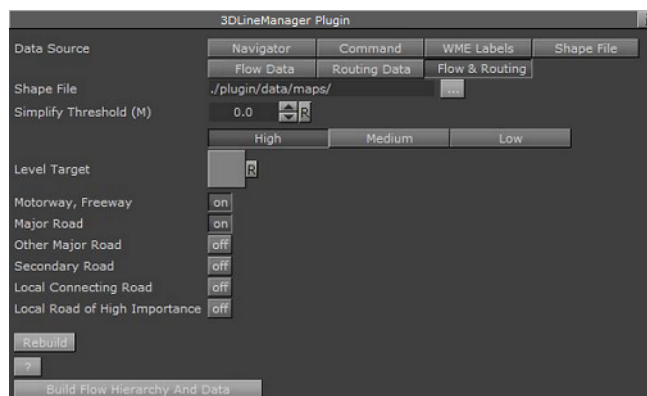 3DLineManager Plugin
Data Source Navigator Command WME Labels Shape File
Flow Data Routing Data Flow & Routing
Shape File ./plugin/data/maps/ ...
Simplify Threshold (M) 0.0 R
High Medium Low
Level Target R
Motorway, Freeway on
Major Road on
Other Major Road off
Secondary Road off
Local Connecting Road off
Local Road of High Importance off
Rebuild
?
Build Flow Hierarchy And Data